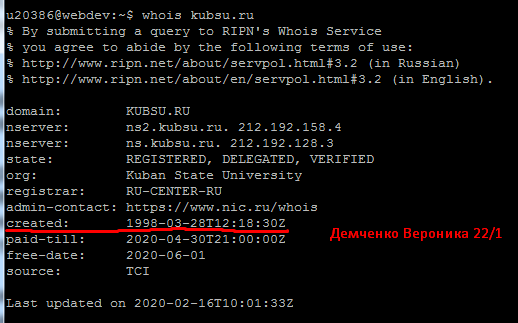 u20386@webdev:~$ whois kubsu.ru
% By submitting a query to RIPN's Whois Service
% you agree to abide by the following terms of use:
% http://www.ripn.net/about/servpol.html#3.2 (in Russian)
% http://www.ripn.net/about/en/servpol.html#3.2 (in English).
domain: KUBSU.RU
nserver: ns2.kubsu.ru. 212.192.158.4
nserver: ns.kubsu.ru. 212.192.128.3
state: REGISTERED, DELEGATED, VERIFIED
org: Kuban State University
registrar: RU-CENTER-RU
admin-contact: https://www.nic.ru/whois
created: 1998-03-28T12:18:30Z
paid-till: 2020-04-30T21:00:00Z
Демченко Вероника 22/1
free-date: 2020-06-01
source: TCI
Last updated on 2020-02-16T10:01:33Z